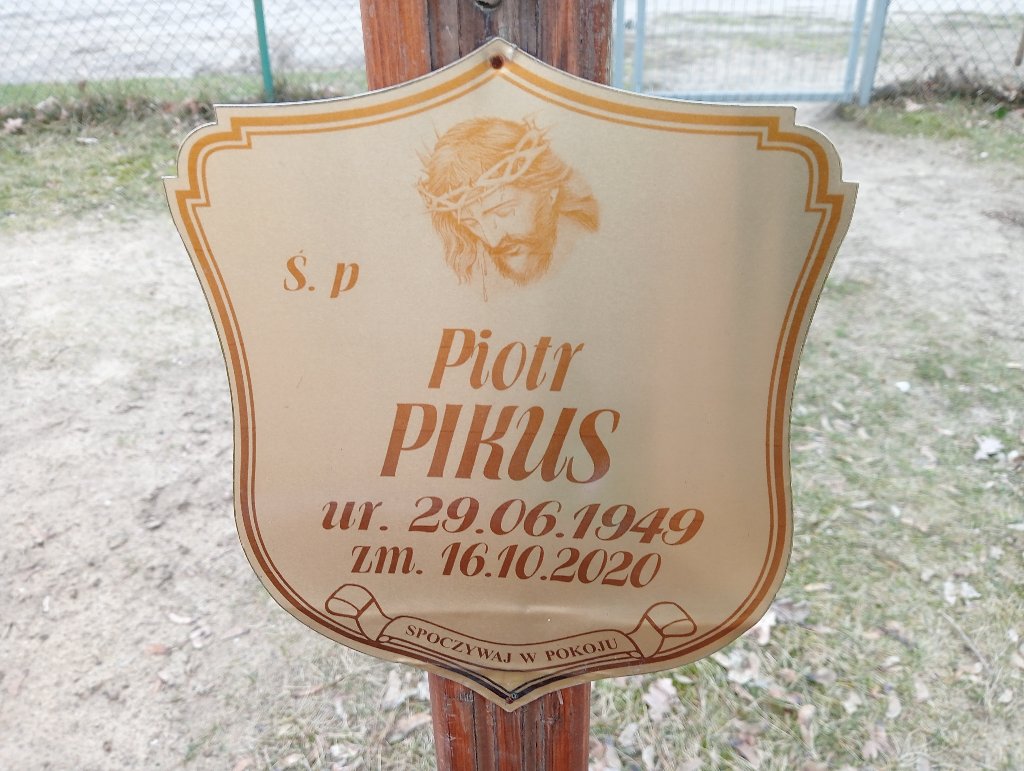 Ś. p
Piotr
PIKUS
ur. 29.06.1949
zm. 16.10.2020
SPOCZYWAJ W POKOJU